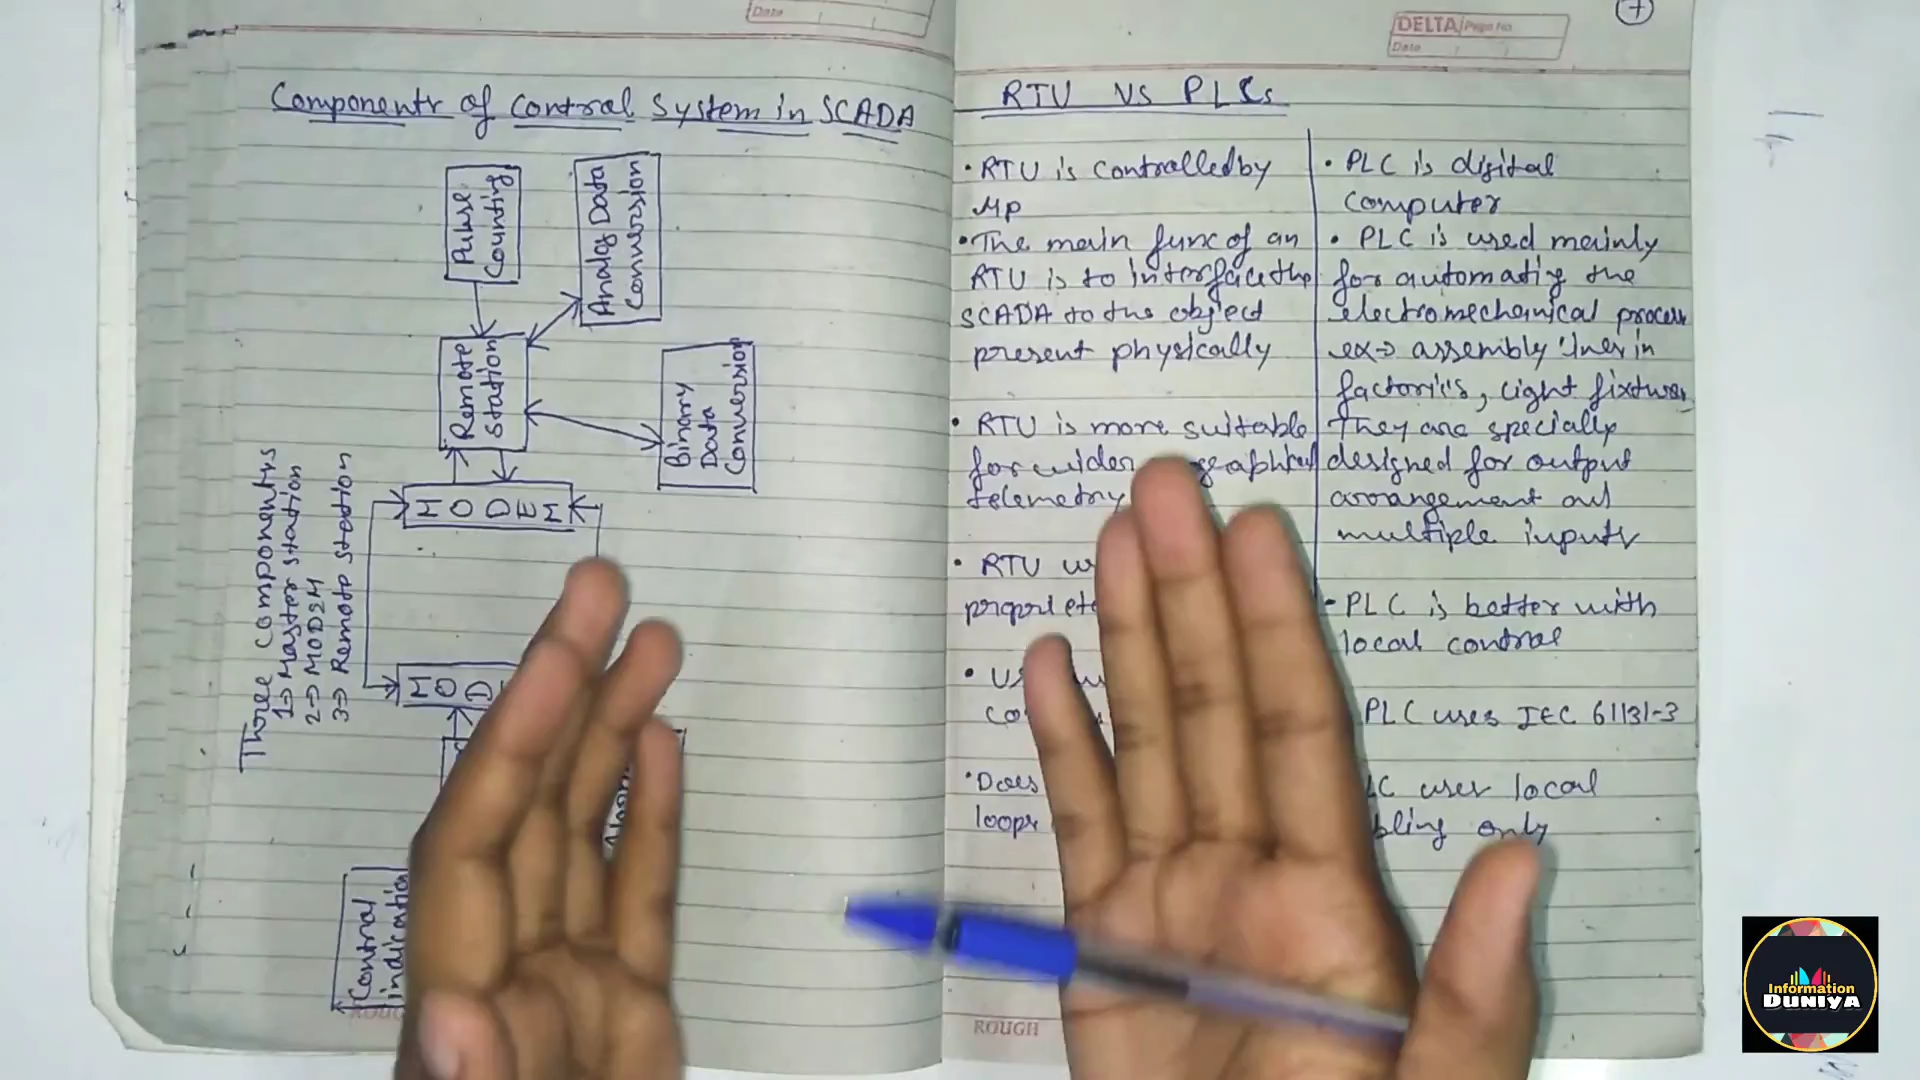 Date
Components of Control System in SCADA
Pulse
Counting
Analog Data
Conversion
Remote
Station
Binary
Data
Conversion
MODEM
Three Components
1→ Master station
2→ MODEM
3→ Remote station
Control
indication
ROUGH
DELTA Page No.
Date
7
RTU VS PLCs
• RTU is controlled by
μp
• The main func of an
RTU is to interface the
SCADA to the object
present physically
• RTU is more suitable
for wider
telemetry
• RTU
• Does
loops
• PLC is digital
computer
• PLC is used mainly
for automating the
electromechanical process
ex→ assembly lines in
factories, light fixtures,
They are specially
designed for output
arrangement and
multiple inputs
• PLC is better with
local control
PLC uses IEC 61131-3
uses local
only
ROUGH
Information
DUNIYA